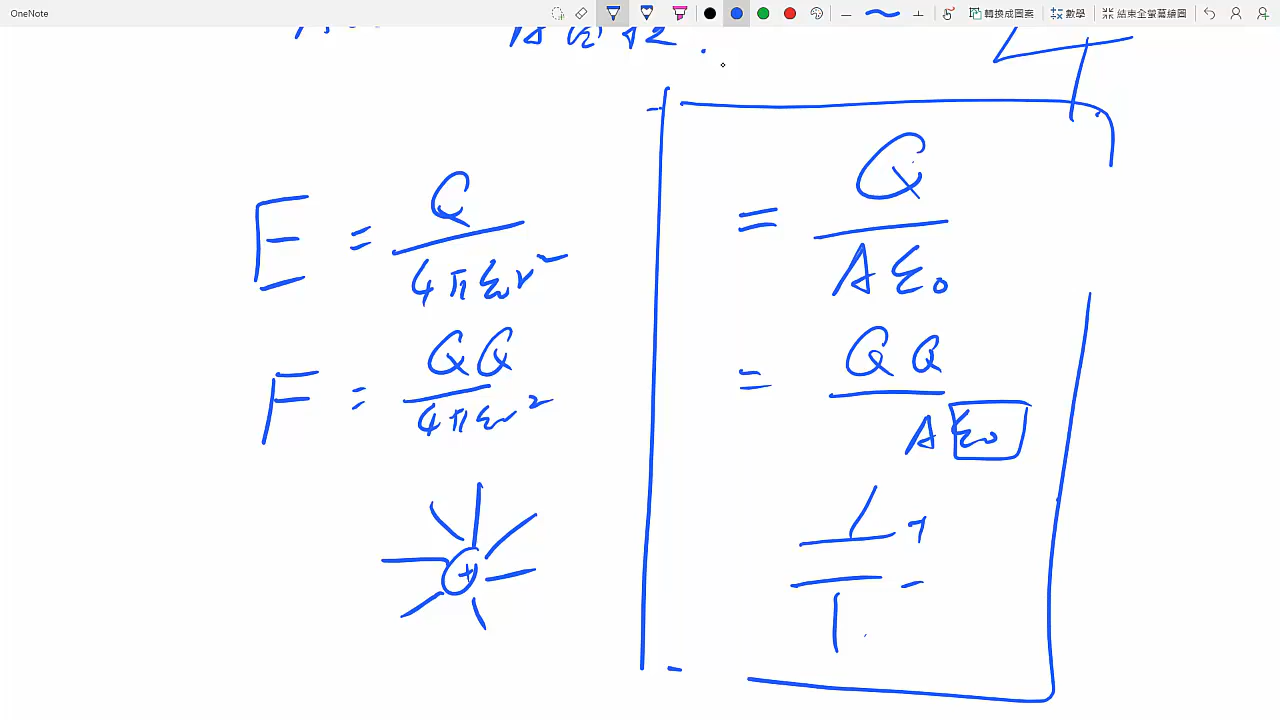 OneNote
轉換成圖案 數學 結束全螢幕繪圖
E = Q / 4πε₀r² = Q / Aε₀
F = QQ / 4πε₀r² = QQ / Aε₀
+ +
-